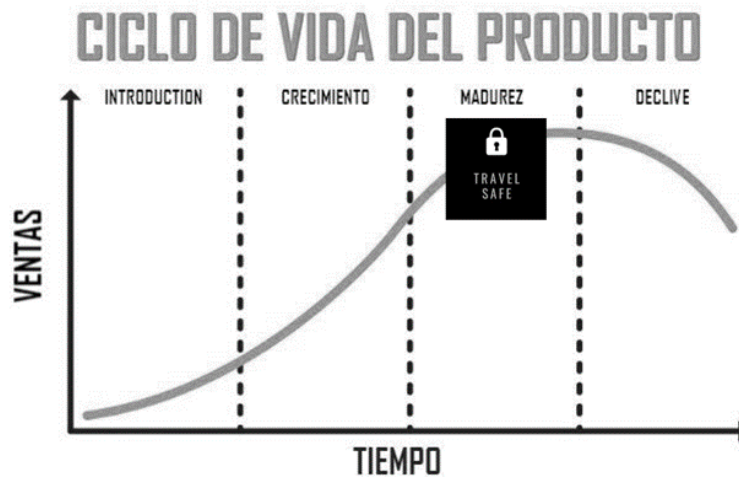 CICLO DE VIDA DEL PRODUCTO
INTRODUCTION CRECIMIENTO MADUREZ DECLIVE
TRAVEL
SAFE
VENTAS
TIEMPO